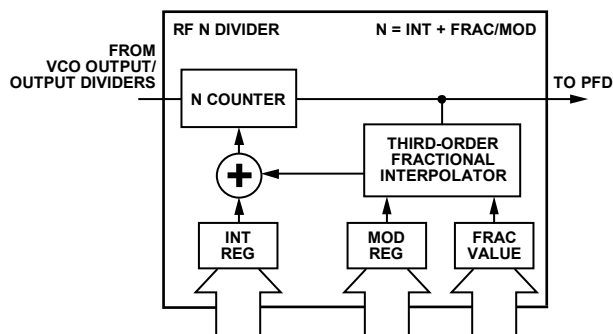 RF N DIVIDER
N = INT + FRAC/MOD
FROM
VCO OUTPUT/
OUTPUT DIVIDERS
N COUNTER
TO PFD
THIRD-ORDER
FRACTIONAL
INTERPOLATOR
+
INT
REG
MOD
REG
FRAC
VALUE